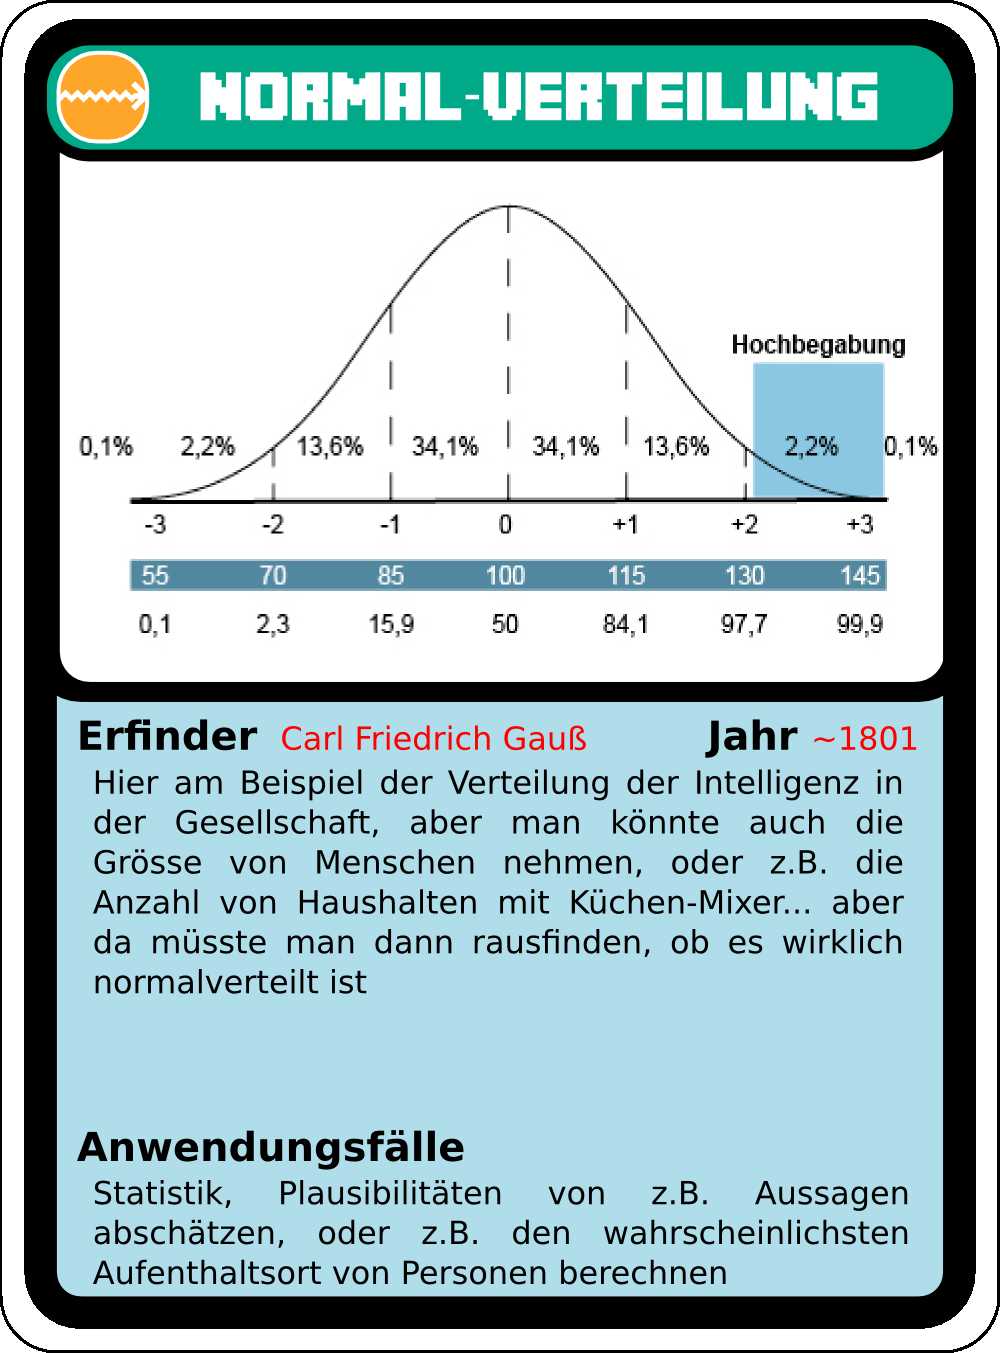 NORMAL-VERTEILUNG
Hochbegabung
0,1% 2,2% 13,6% 34,1% 34,1% 13,6% 2,2% 0,1%
-3 -2 -1 0 +1 +2 +3
55 70 85 100 115 130 145
0,1 2,3 15,9 50 84,1 97,7 99,9
Erfinder Carl Friedrich Gauß Jahr ~1801
Hier am Beispiel der Verteilung der Intelligenz in
der Gesellschaft, aber man könnte auch die
Grösse von Menschen nehmen, oder z.B. die
Anzahl von Haushalten mit Küchen-Mixer... aber
da müsste man dann rausfinden, ob es wirklich
normalverteilt ist
Anwendungsfälle
Statistik, Plausibilitäten von z.B. Aussagen
abschätzen, oder z.B. den wahrscheinlichsten
Aufenthaltsort von Personen berechnen